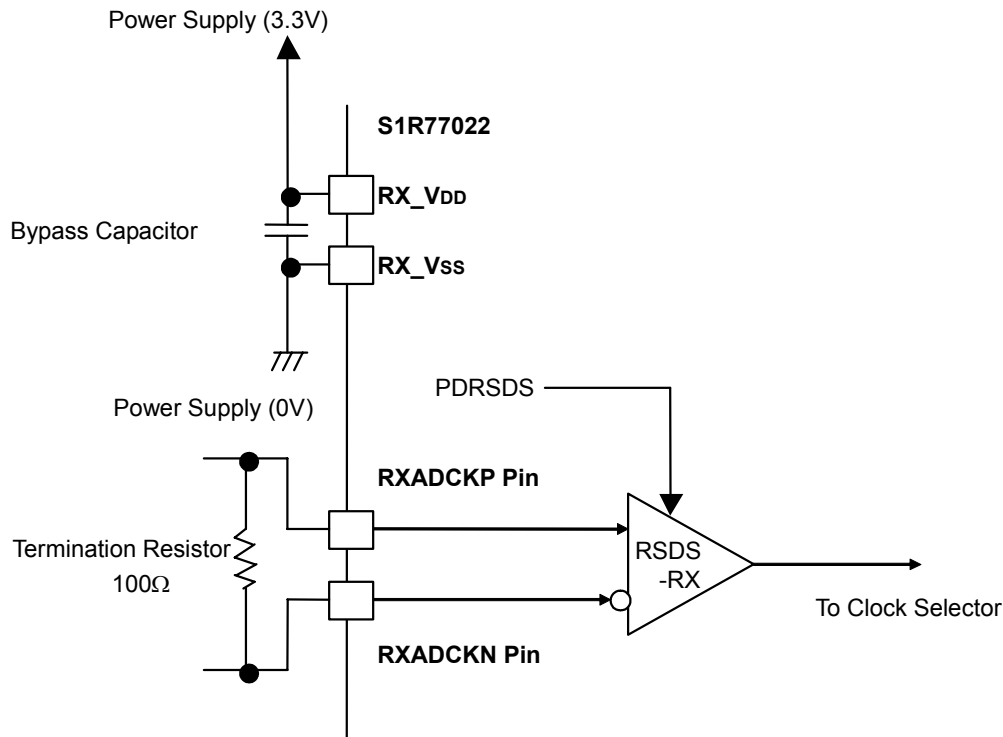 Power Supply (3.3V)
S1R77022
RX_VDD
Bypass Capacitor
RX_VSS
PDRSDS
Power Supply (0V)
RXADCKP Pin
Termination Resistor
100Ω
RSDS
-RX
To Clock Selector
RXADCKN Pin